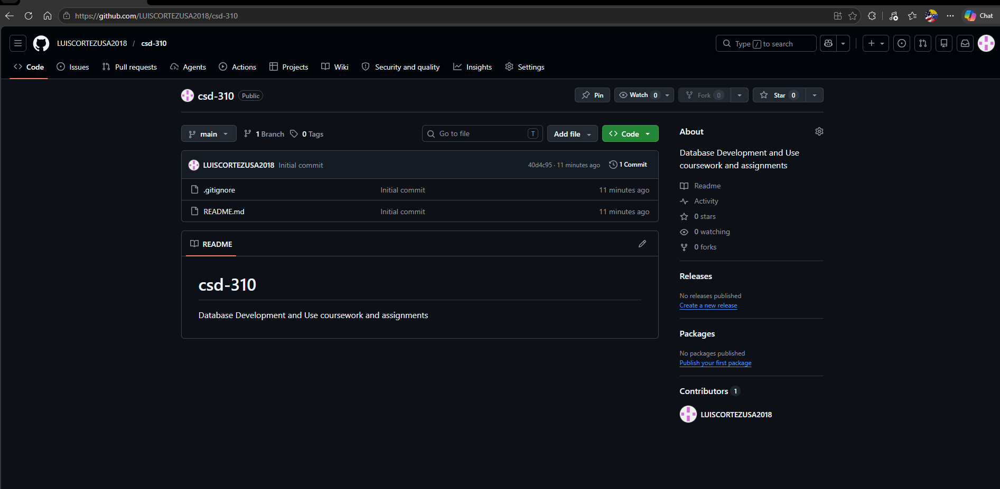 https://github.com/LUISCORTEZUSA2018/csd-310
Chat
LUISCORTEZUSA2018 / csd-310
Type / to search
Code Issues Pull requests Agents Actions Projects Wiki Security and quality Insights Settings
csd-310 Public
Pin Watch 0 Fork 0 Star 0
main 1 Branch 0 Tags
Go to file T Add file Code
LUISCORTEZUSA2018 Initial commit 40d4c95 · 11 minutes ago 1 Commit
.gitignore Initial commit 11 minutes ago
README.md Initial commit 11 minutes ago
README
csd-310
Database Development and Use coursework and assignments
About
Database Development and Use
coursework and assignments
Readme
Activity
0 stars
0 watching
0 forks
Releases
No releases published
Create a new release
Packages
No packages published
Publish your first package
Contributors 1
LUISCORTEZUSA2018